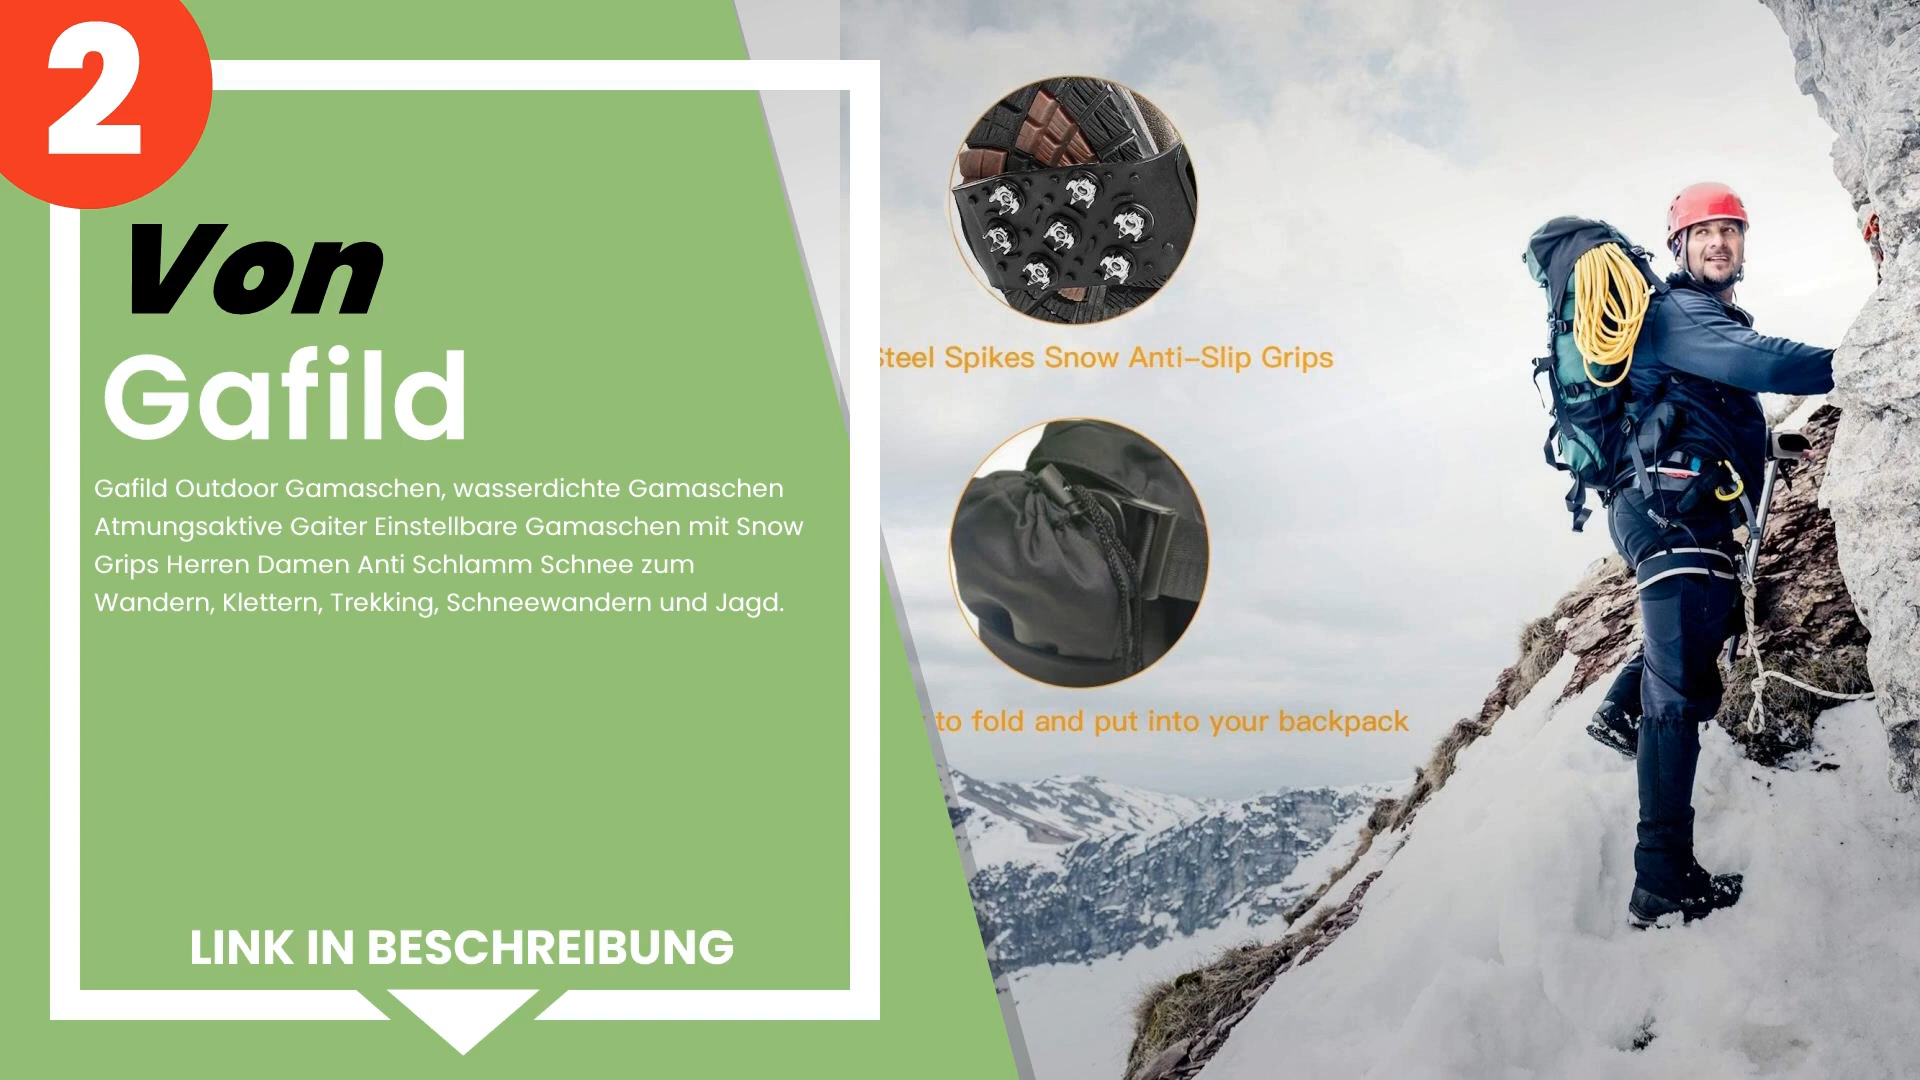 2
Von
Gafild
Gafild Outdoor Gamaschen, wasserdichte Gamaschen
Atmungsaktive Gaiter Einstellbare Gamaschen mit Snow
Grips Herren Damen Anti Schlamm Schnee zum
Wandern, Klettern, Trekking, Schneewandern und Jagd.
LINK IN BESCHREIBUNG
Steel Spikes Snow Anti-Slip Grips
to fold and put into your backpack